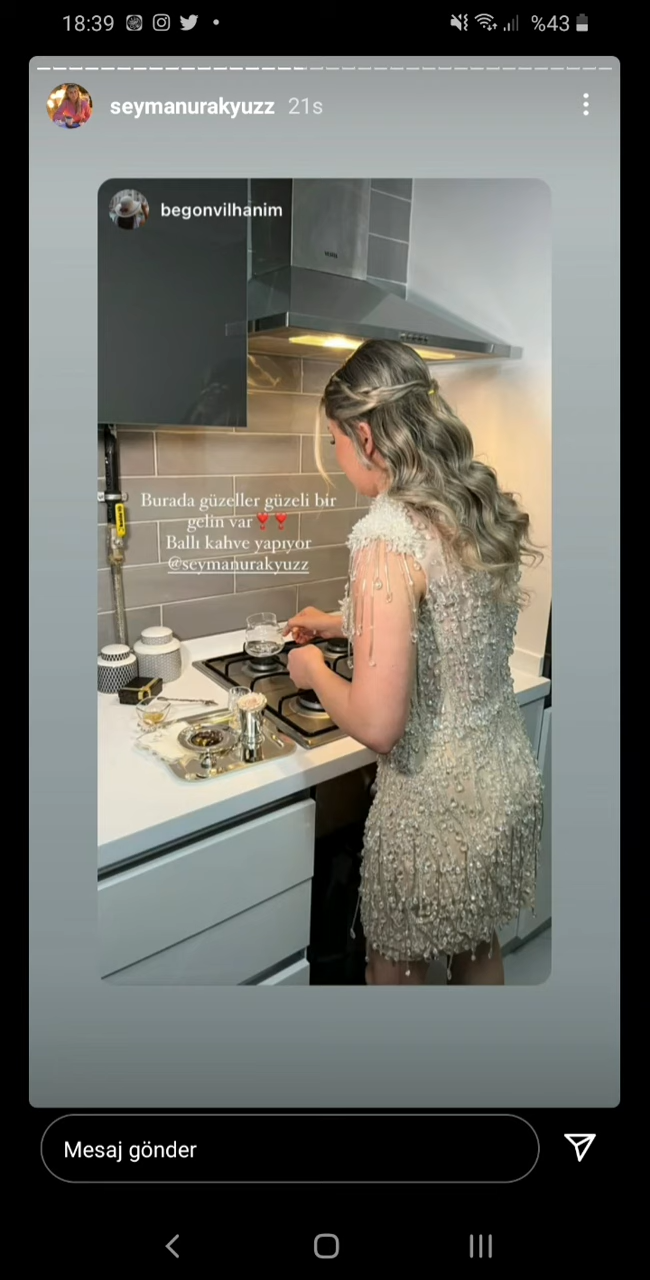 18:39
%43
seymanurakyuzz 21s
begonvilhanim
Burada güzeller güzeli bir
gelin var❣️❣️
Ballı kahve yapıyor
@seymanurakyuzz
Mesaj gönder